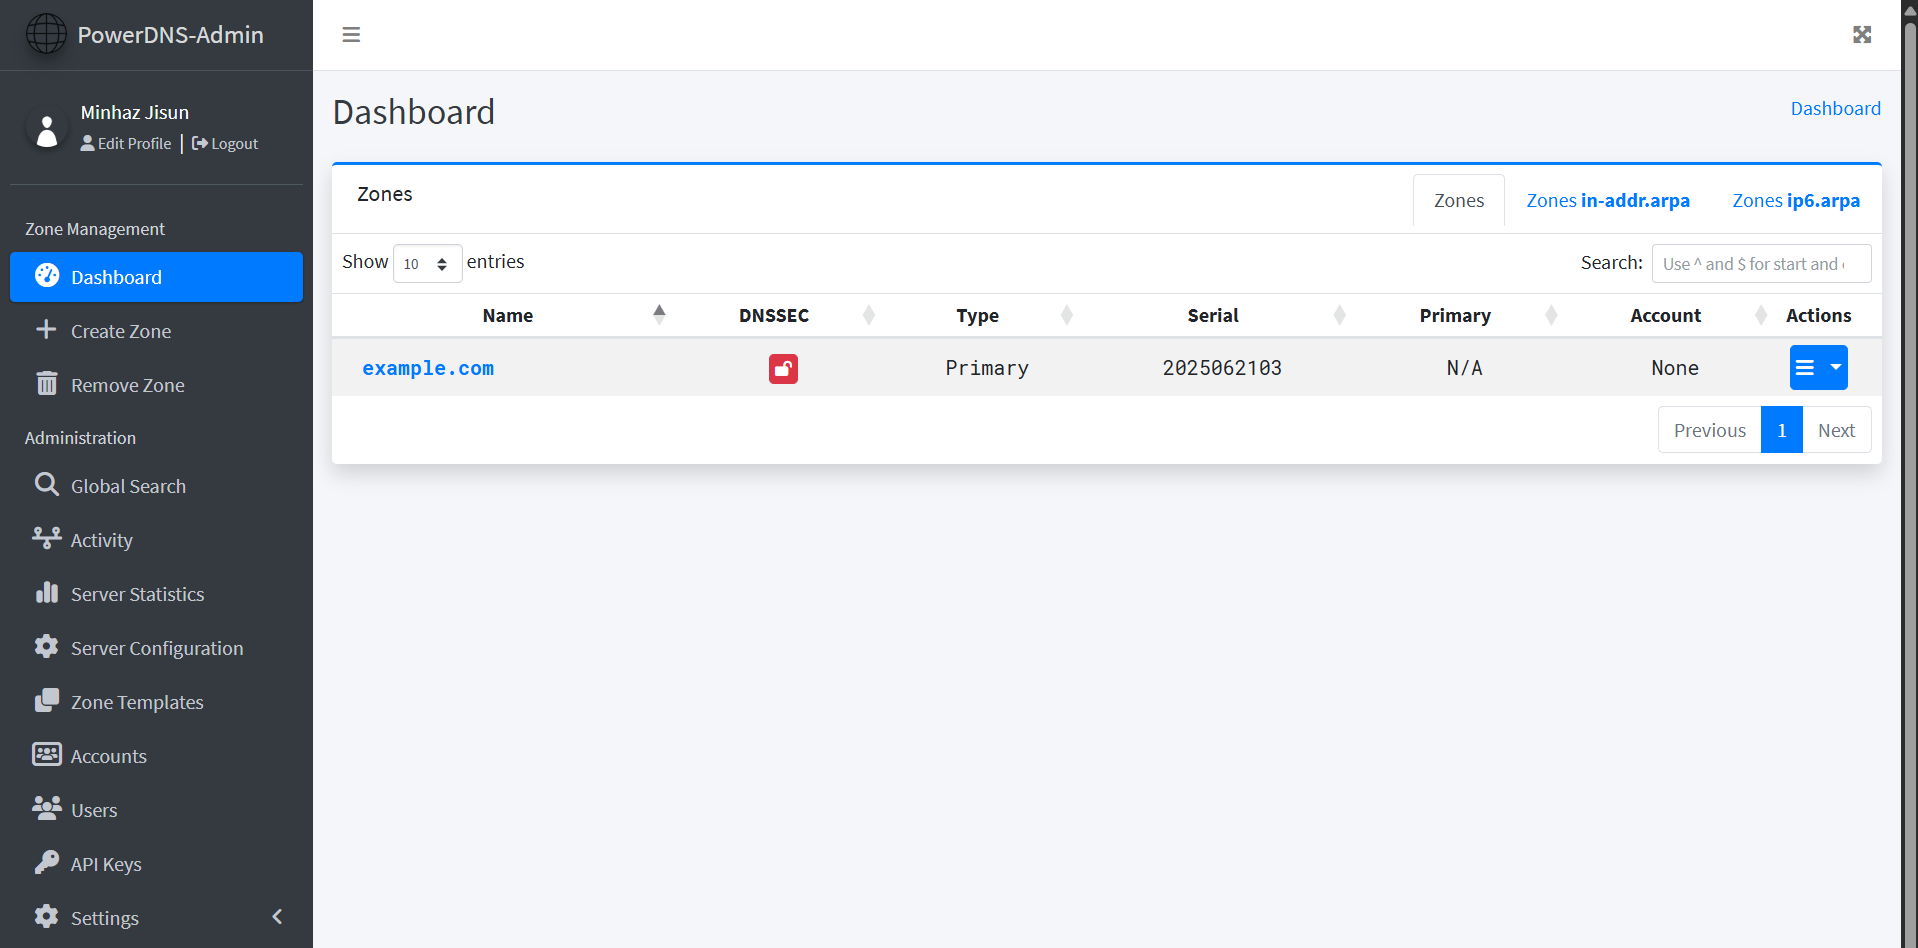 PowerDNS-Admin
Minhaz Jisun
Edit Profile | Logout
Zone Management
Dashboard
Create Zone
Remove Zone
Administration
Global Search
Activity
Server Statistics
Server Configuration
Zone Templates
Accounts
Users
API Keys
Settings
Dashboard
Dashboard
Zones
Zones Zones in-addr.arpa Zones ip6.arpa
Show 10 entries
Search: Use ^ and $ for start and
Name DNSSEC Type Serial Primary Account Actions
example.com Primary 2025062103 N/A None
Previous 1 Next